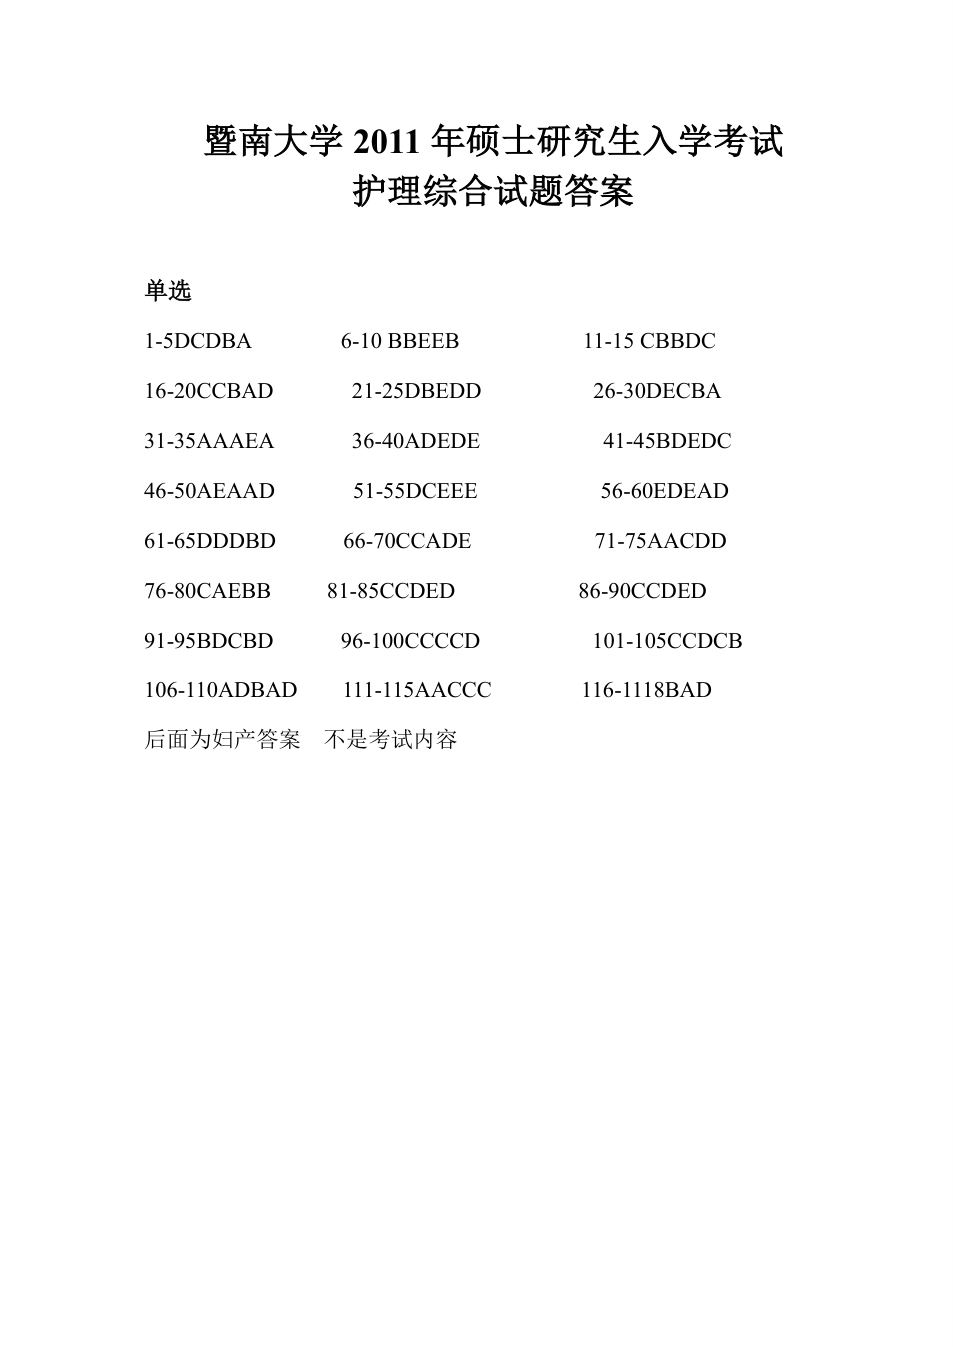 暨南大学 2011 年硕士研究生入学考试
护理综合试题答案
单选
1-5DCDBA 6-10 BBEEB 11-15 CBBDC
16-20CCBAD 21-25DBEDD 26-30DECBA
31-35AAAEA 36-40ADEDE 41-45BDEDC
46-50AEAAD 51-55DCEEE 56-60EDEAD
61-65DDDBD 66-70CCADE 71-75AACDD
76-80CAEBB 81-85CCDED 86-90CCDED
91-95BDCBD 96-100CCCCD 101-105CCDCB
106-110ADBAD 111-115AACCC 116-1118BAD
后面为妇产答案 不是考试内容